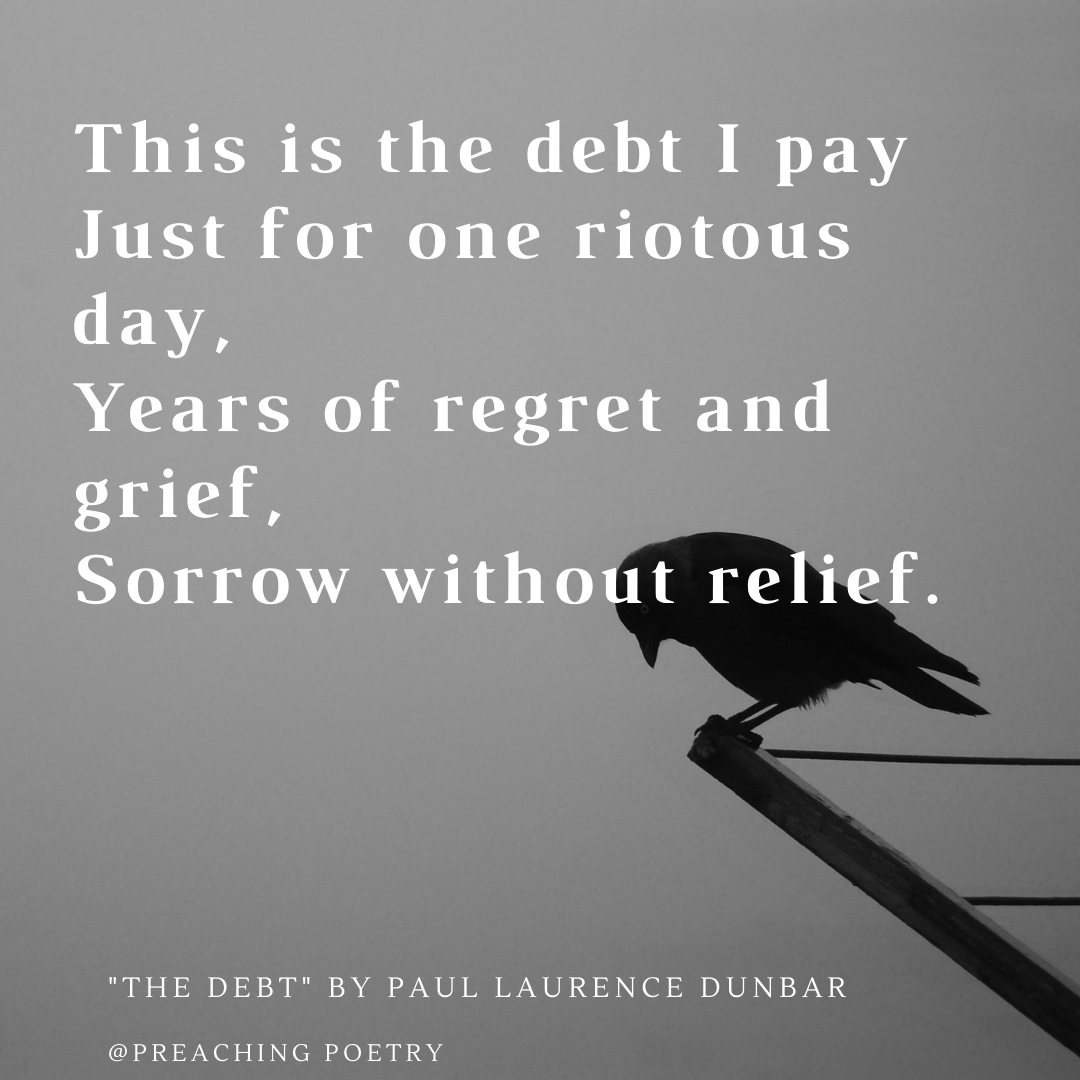 This is the debt I pay
Just for one riotous
day,
Years of regret and
grief,
Sorrow without relief.
"THE DEBT" BY PAUL LAURENCE DUNBAR
@PREACHING POETRY